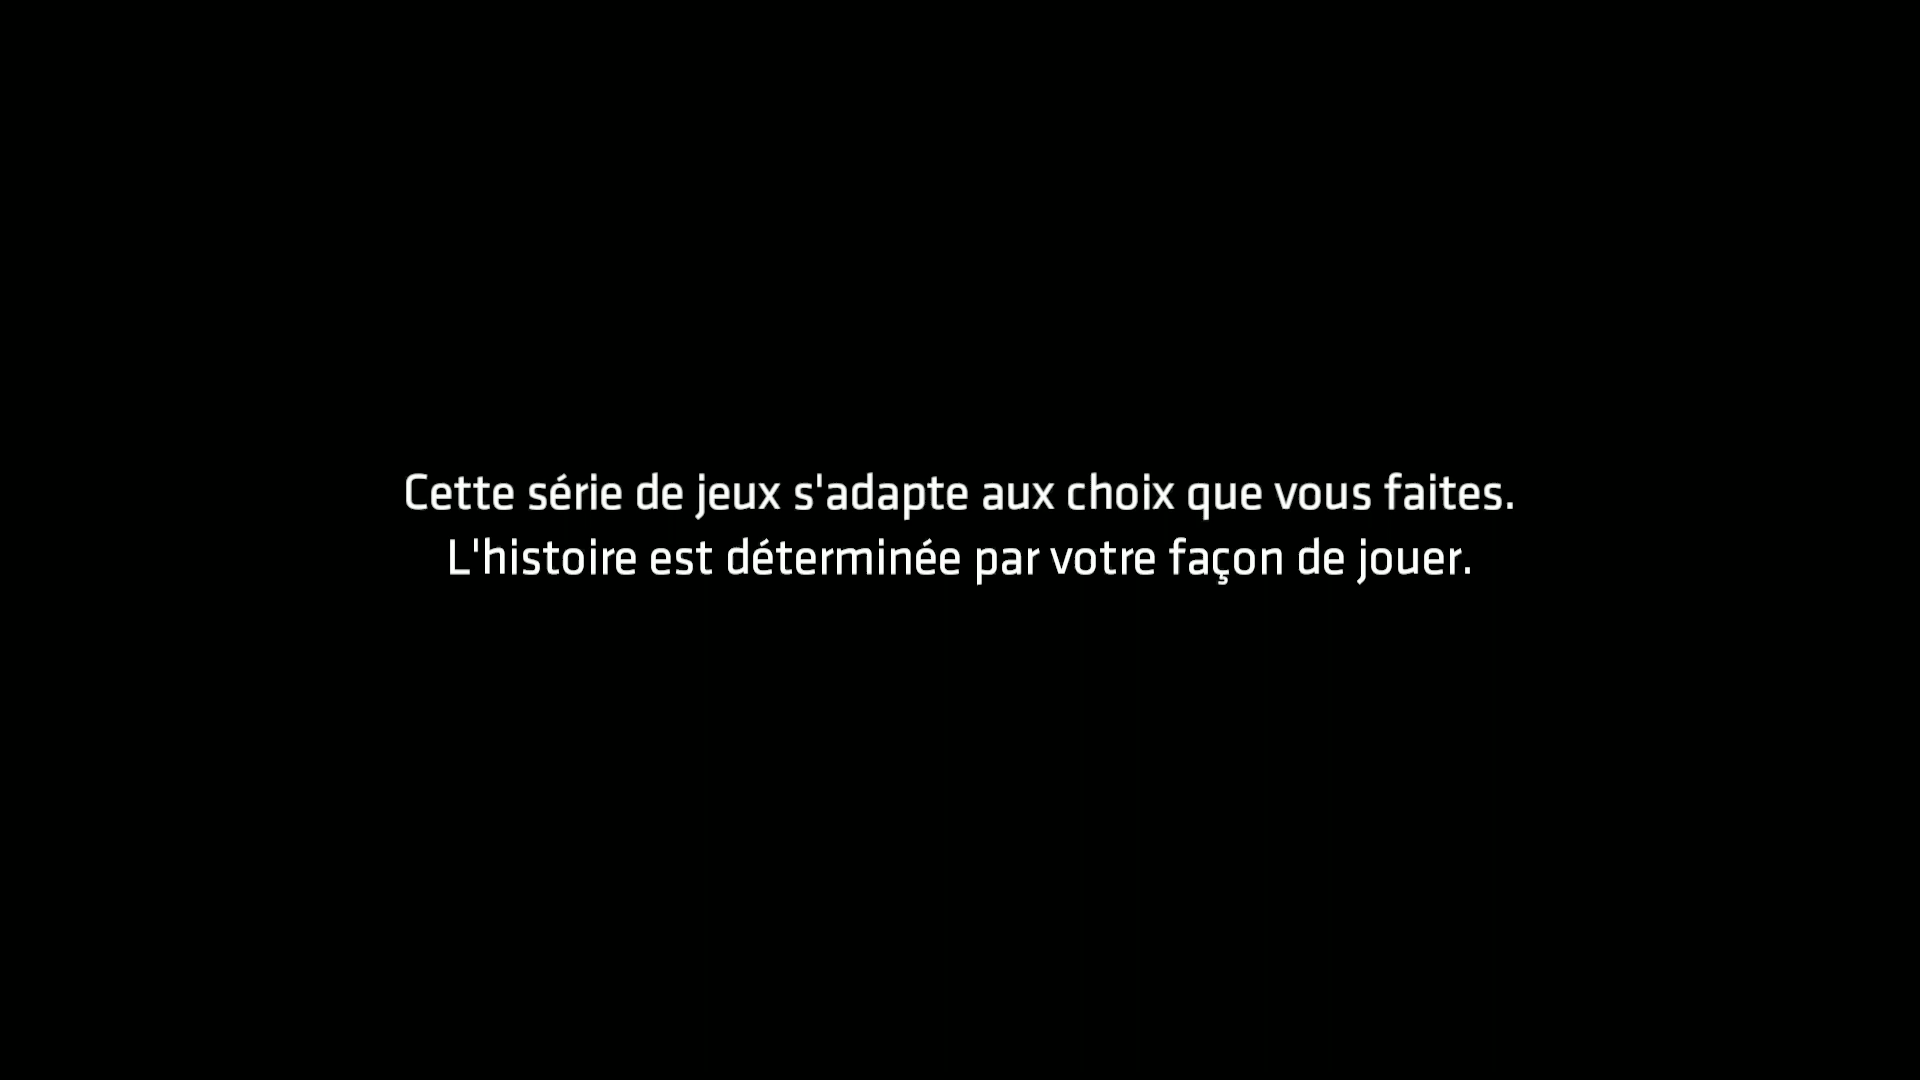 Cette série de jeux s'adapte aux choix que vous faites.
L'histoire est déterminée par votre façon de jouer.